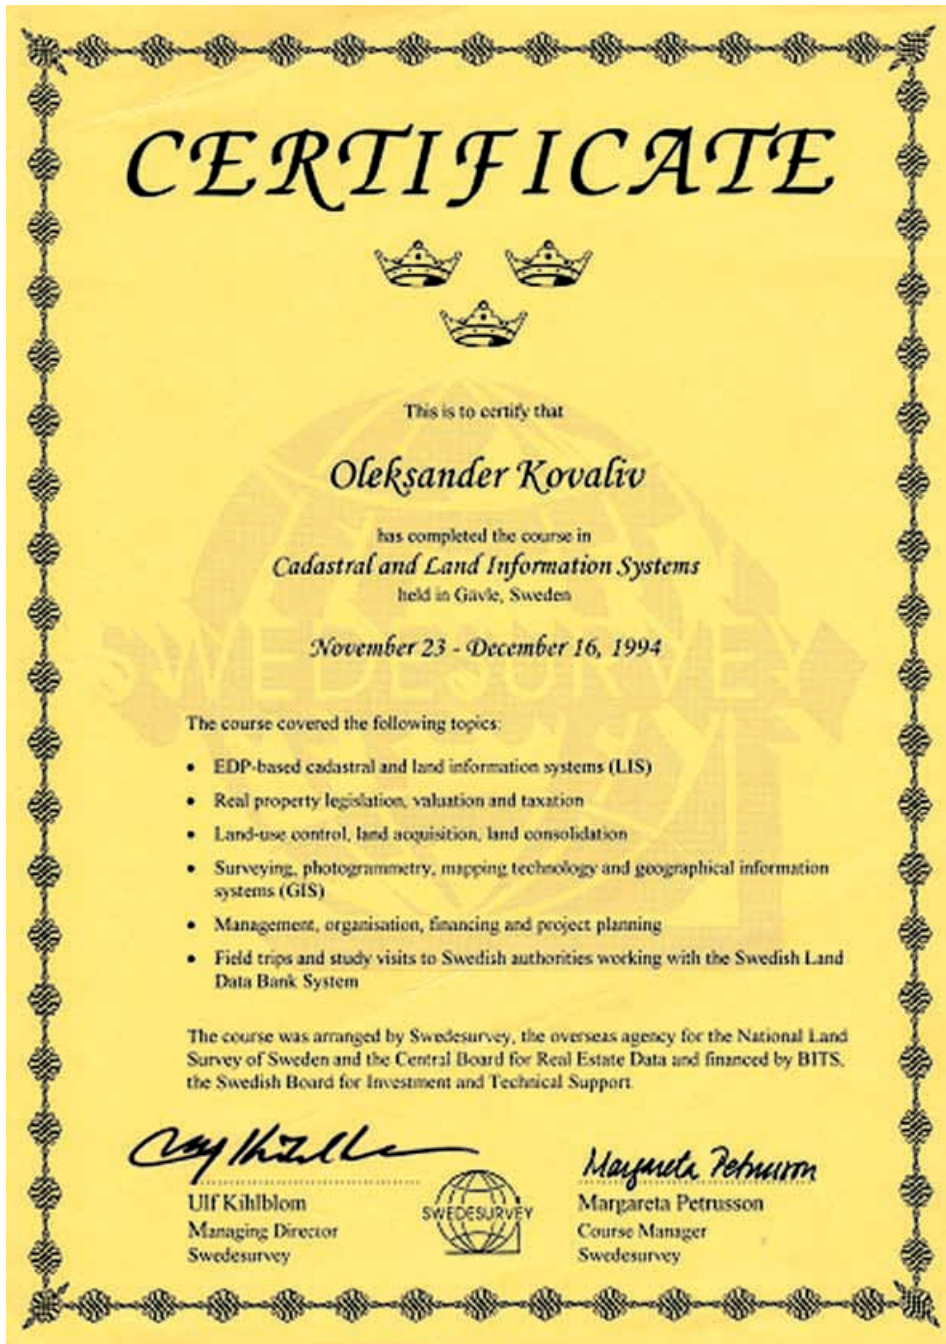 CERTIFICATE
This is to certify that
Oleksander Kovaliv
has completed the course in
Cadastral and Land Information Systems
held in Gävle, Sweden
November 23 - December 16, 1994
SWEDESURVEY
The course covered the following topics:
• EDP-based cadastral and land information systems (LIS)
• Real property legislation, valuation and taxation
• Land-use control, land acquisition, land consolidation
• Surveying, photogrammetry, mapping technology and geographical information
systems (GIS)
• Management, organisation, financing and project planning
• Field trips and study visits to Swedish authorities working with the Swedish Land
Data Bank System
The course was arranged by Swedesurvey, the overseas agency for the National Land
Survey of Sweden and the Central Board for Real Estate Data and financed by BITS,
the Swedish Board for Investment and Technical Support
Margareta Petrusson
Ulf Kihlblom
Managing Director
Swedesurvey
SWEDESURVEY
Margareta Petrusson
Course Manager
Swedesurvey